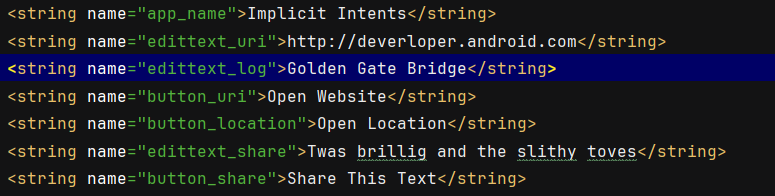 <string name="app_name">Implicit Intents</string>
<string name="edittext_uri">http://deverloper.android.com</string>
<string name="edittext_log">Golden Gate Bridge</string>
<string name="button_uri">Open Website</string>
<string name="button_location">Open Location</string>
<string name="edittext_share">Twas brillig and the slithy toves</string>
<string name="button_share">Share This Text</string>